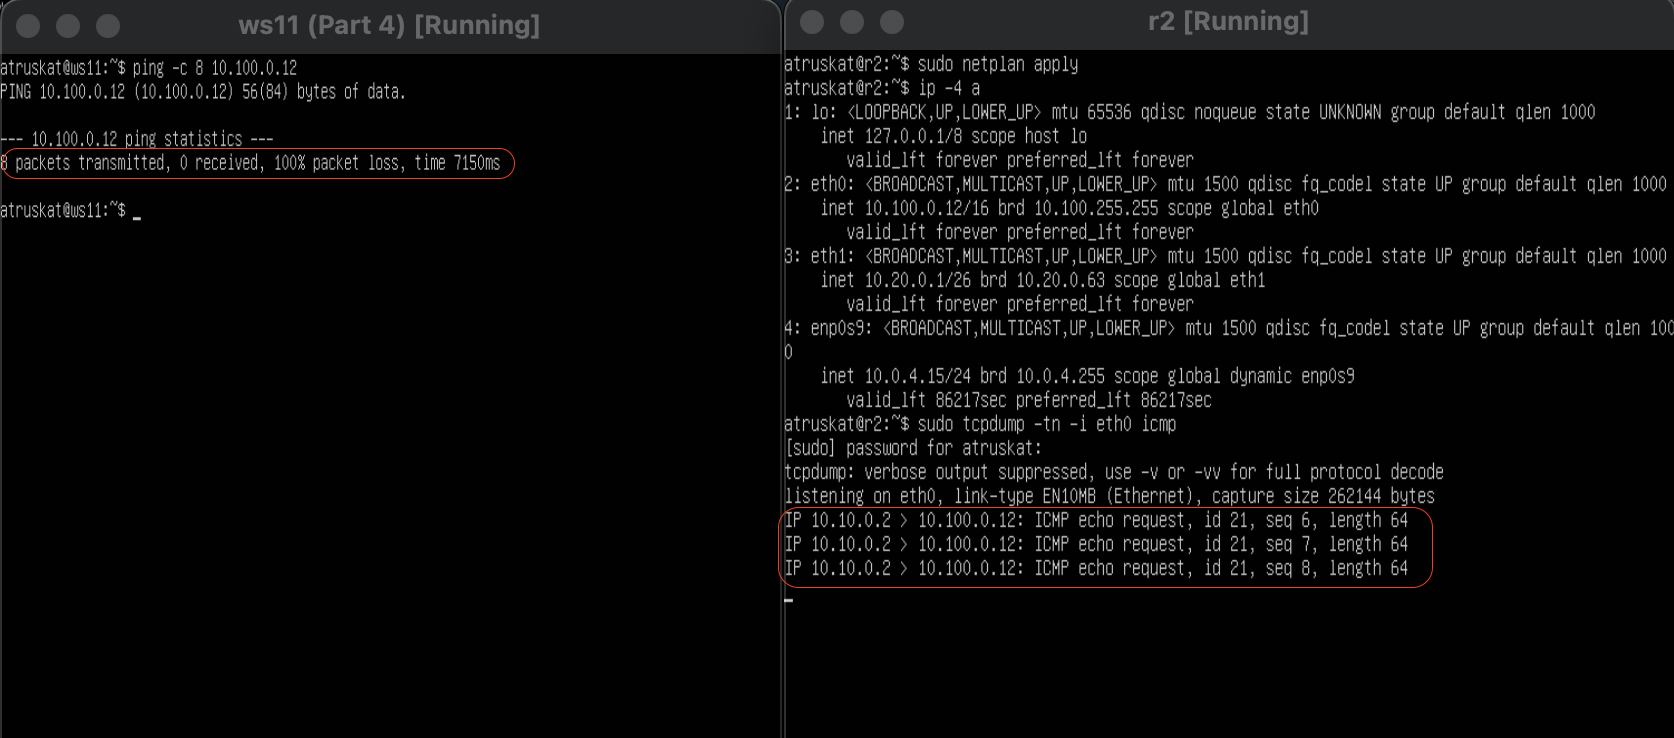 ws11 (Part 4) [Running]
atruskat@ws11:~$ ping -c 8 10.100.0.12
PING 10.100.0.12 (10.100.0.12) 56(84) bytes of data.
--- 10.100.0.12 ping statistics ---
8 packets transmitted, 0 received, 100% packet loss, time 7150ms
atruskat@ws11:~$ _
r2 [Running]
atruskat@r2:~$ sudo netplan apply
atruskat@r2:~$ ip -4 a
1: lo: <LOOPBACK,UP,LOWER_UP> mtu 65536 qdisc noqueue state UNKNOWN group default qlen 1000
inet 127.0.0.1/8 scope host lo
valid_lft forever preferred_lft forever
2: eth0: <BROADCAST,MULTICAST,UP,LOWER_UP> mtu 1500 qdisc fq_codel state UP group default qlen 1000
inet 10.100.0.12/16 brd 10.100.255.255 scope global eth0
valid_lft forever preferred_lft forever
3: eth1: <BROADCAST,MULTICAST,UP,LOWER_UP> mtu 1500 qdisc fq_codel state UP group default qlen 1000
inet 10.20.0.1/26 brd 10.20.0.63 scope global eth1
valid_lft forever preferred_lft forever
4: enp0s9: <BROADCAST,MULTICAST,UP,LOWER_UP> mtu 1500 qdisc fq_codel state UP group default qlen 100
0
inet 10.0.4.15/24 brd 10.0.4.255 scope global dynamic enp0s9
valid_lft 86217sec preferred_lft 86217sec
atruskat@r2:~$ sudo tcpdump -tn -i eth0 icmp
[sudo] password for atruskat:
tcpdump: verbose output suppressed, use -v or -vv for full protocol decode
listening on eth0, link-type EN10MB (Ethernet), capture size 262144 bytes
IP 10.10.0.2 > 10.100.0.12: ICMP echo request, id 21, seq 6, length 64
IP 10.10.0.2 > 10.100.0.12: ICMP echo request, id 21, seq 7, length 64
IP 10.10.0.2 > 10.100.0.12: ICMP echo request, id 21, seq 8, length 64